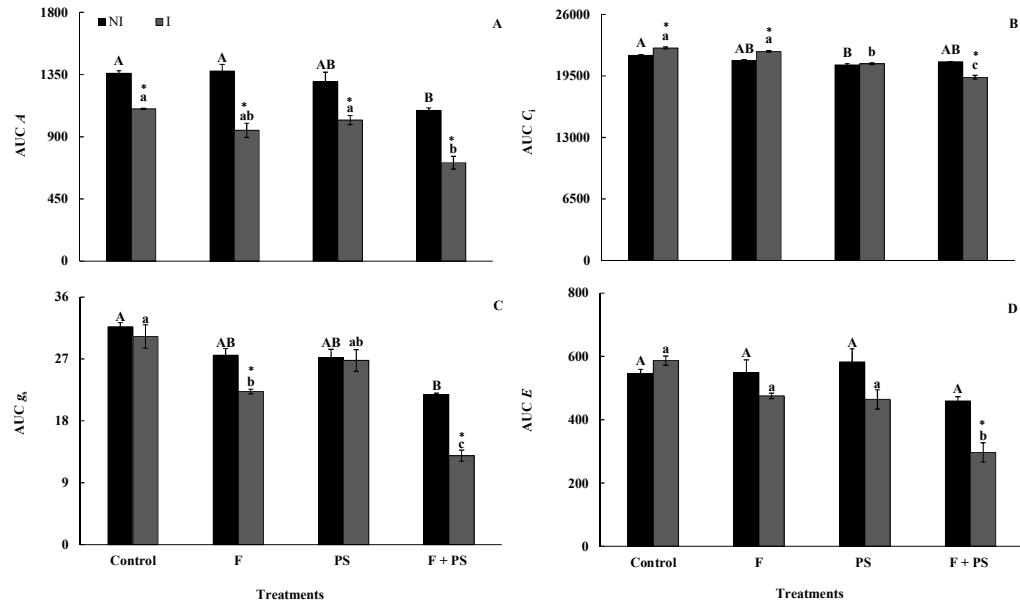 NI I
A
1800
1350
900
450
0
AUC A
A
*
a
A
*
ab
AB
*
a
B
*
b
B
26000
19500
13000
6500
0
AUC Ci
A
*
a
AB
*
a
B
b
AB
*
c
C
36
27
18
9
0
AUC gs
A
a
AB
*
b
AB
ab
B
*
c
Control F PS F + PS
Treatments
D
800
600
400
200
0
AUC E
A
a
A
a
A
a
A
*
b
Control F PS F + PS
Treatments